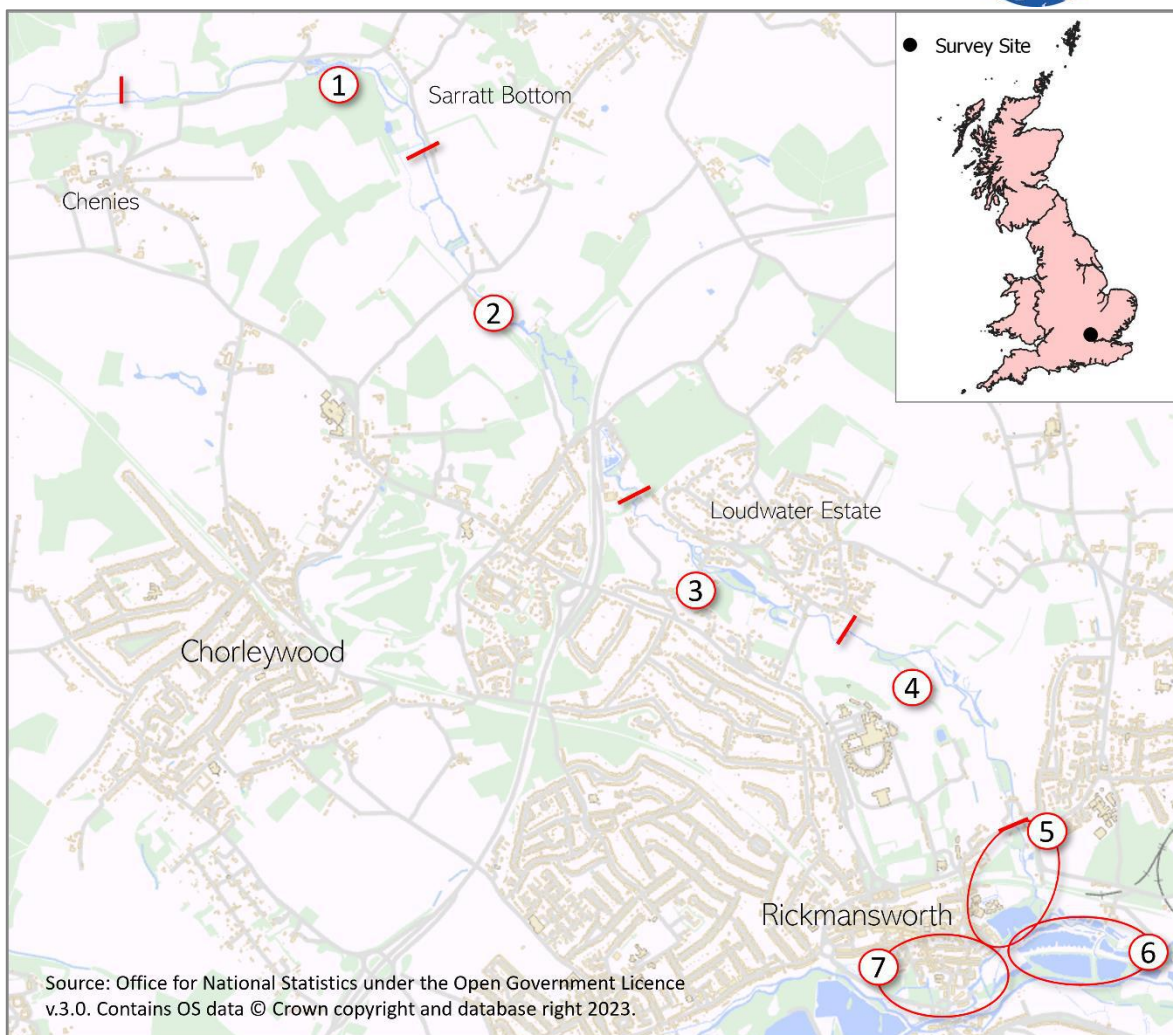 Survey Site
1
Sarratt Bottom
Chenies
2
Loudwater Estate
3
Chorleywood
4
5
Rickmansworth
6
7
Source: Office for National Statistics under the Open Government Licence
v.3.0. Contains OS data © Crown copyright and database right 2023.